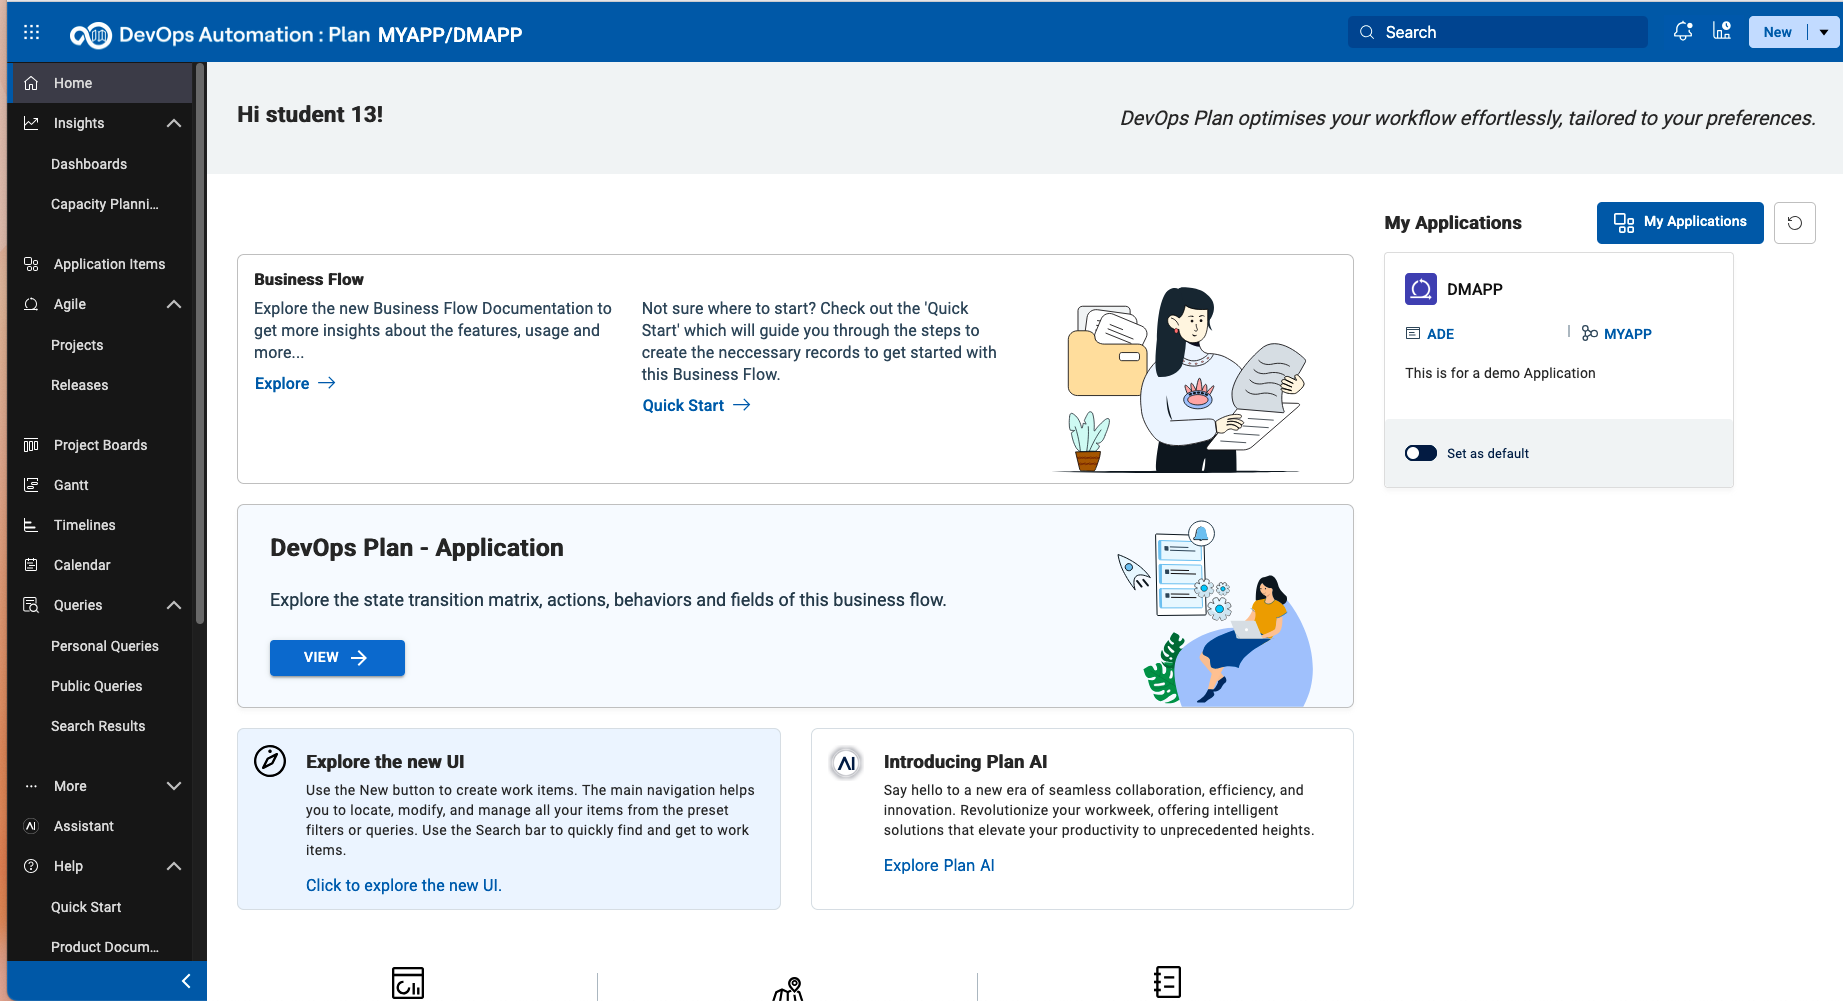 DevOps Automation : Plan MYAPP/DMAPP
Search
New
Home
Insights
Dashboards
Capacity Planni...
Application Items
Agile
Projects
Releases
Project Boards
Gantt
Timelines
Calendar
Queries
Personal Queries
Public Queries
Search Results
More
AI
Assistant
Help
Quick Start
Product Docum...
Hi student 13!
DevOps Plan optimises your workflow effortlessly, tailored to your preferences.
Business Flow
Explore the new Business Flow Documentation to
get more insights about the features, usage and
more...
Explore
Not sure where to start? Check out the 'Quick
Start' which will guide you through the steps to
create the neccessary records to get started with
this Business Flow.
Quick Start
DevOps Plan - Application
Explore the state transition matrix, actions, behaviors and fields of this business flow.
VIEW
Explore the new UI
Use the New button to create work items. The main navigation helps
you to locate, modify, and manage all your items from the preset
filters or queries. Use the Search bar to quickly find and get to work
items.
Click to explore the new UI.
AI
Introducing Plan AI
Say hello to a new era of seamless collaboration, efficiency, and
innovation. Revolutionize your workweek, offering intelligent
solutions that elevate your productivity to unprecedented heights.
Explore Plan AI
My Applications
My Applications
DMAPP
ADE
MYAPP
This is for a demo Application
Set as default